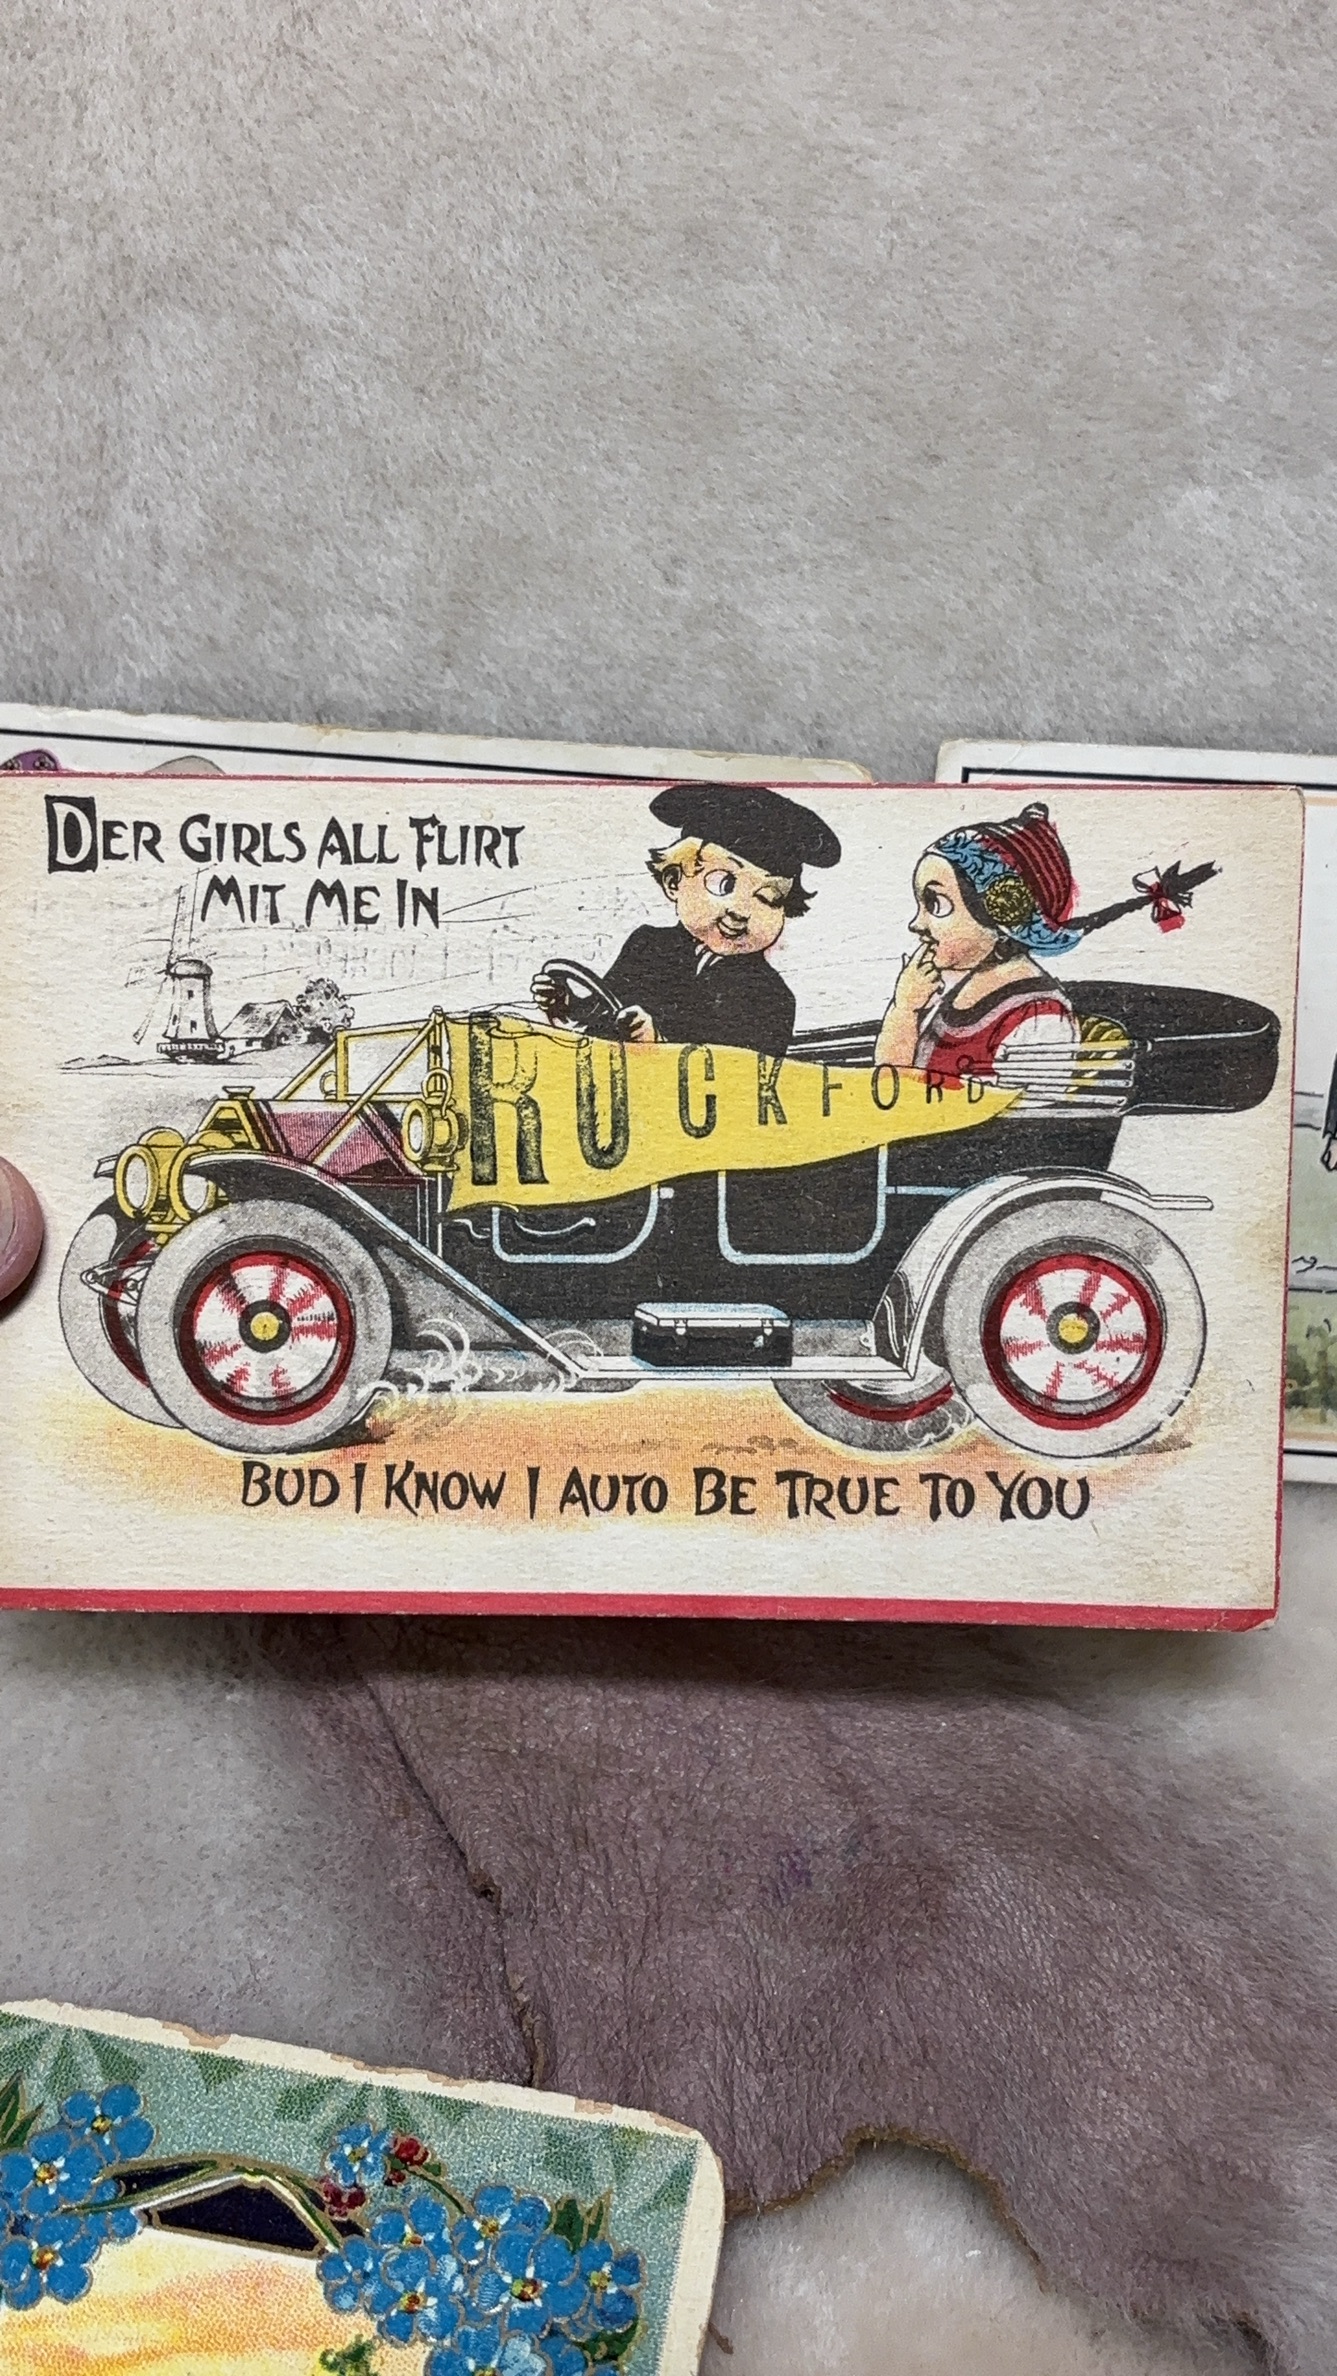 DER GIRLS ALL FLIRT
MIT ME IN
ROCKFORD
BUD I KNOW I AUTO BE TRUE TO YOU